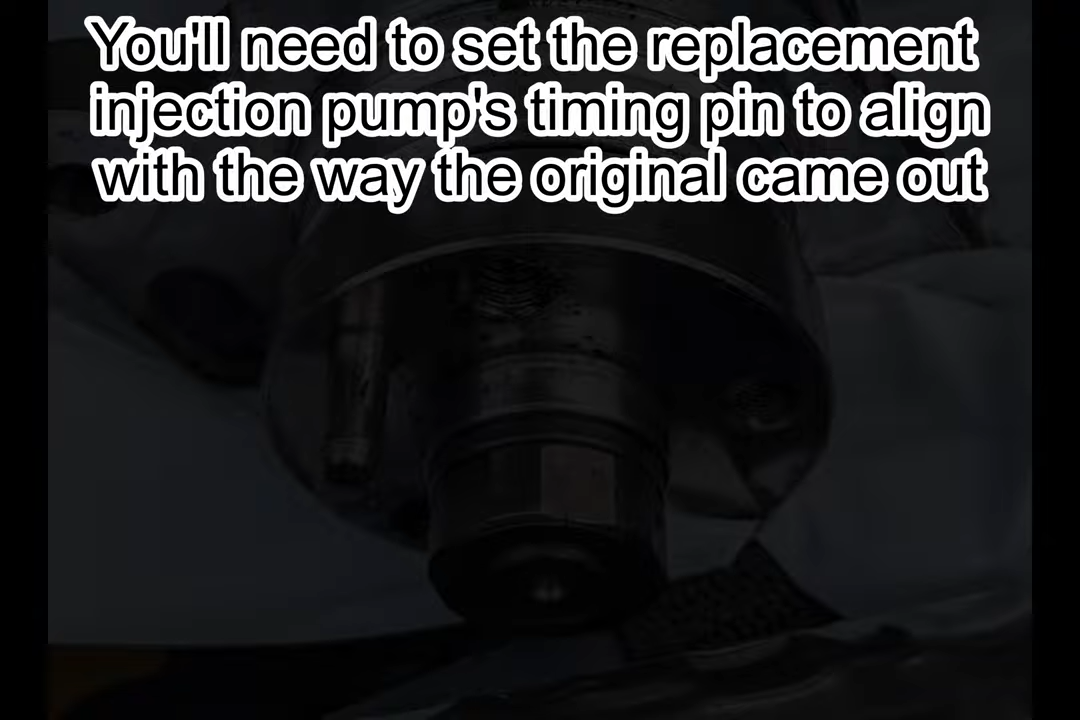 You'll need to set the replacement
injection pump's timing pin to align
with the way the original came out